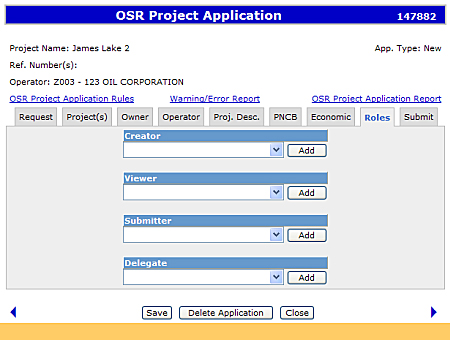 OSR Project Application 147882
Project Name: James Lake 2 App. Type: New
Ref. Number(s):
Operator: Z003 - 123 OIL CORPORATION
OSR Project Application Rules Warning/Error Report OSR Project Application Report
Request Project(s) Owner Operator Proj. Desc. PNCB Economic Roles Submit
Creator
Add
Viewer
Add
Submitter
Add
Delegate
Add
Save Delete Application Close